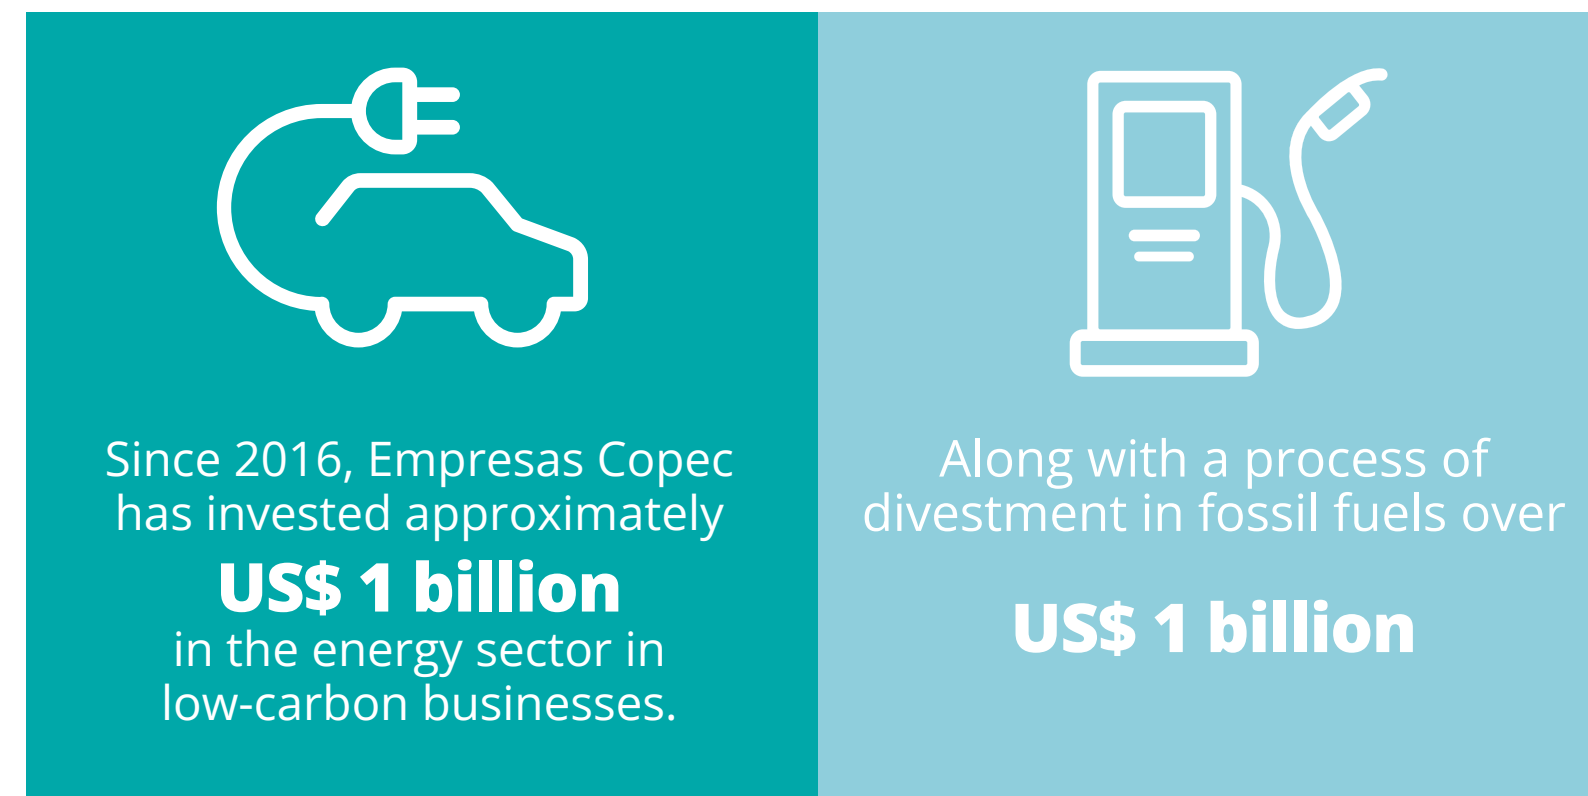 Since 2016, Empresas Copec
has invested approximately
US$ 1 billion
in the energy sector in
low-carbon businesses.
Along with a process of
divestment in fossil fuels over
US$ 1 billion